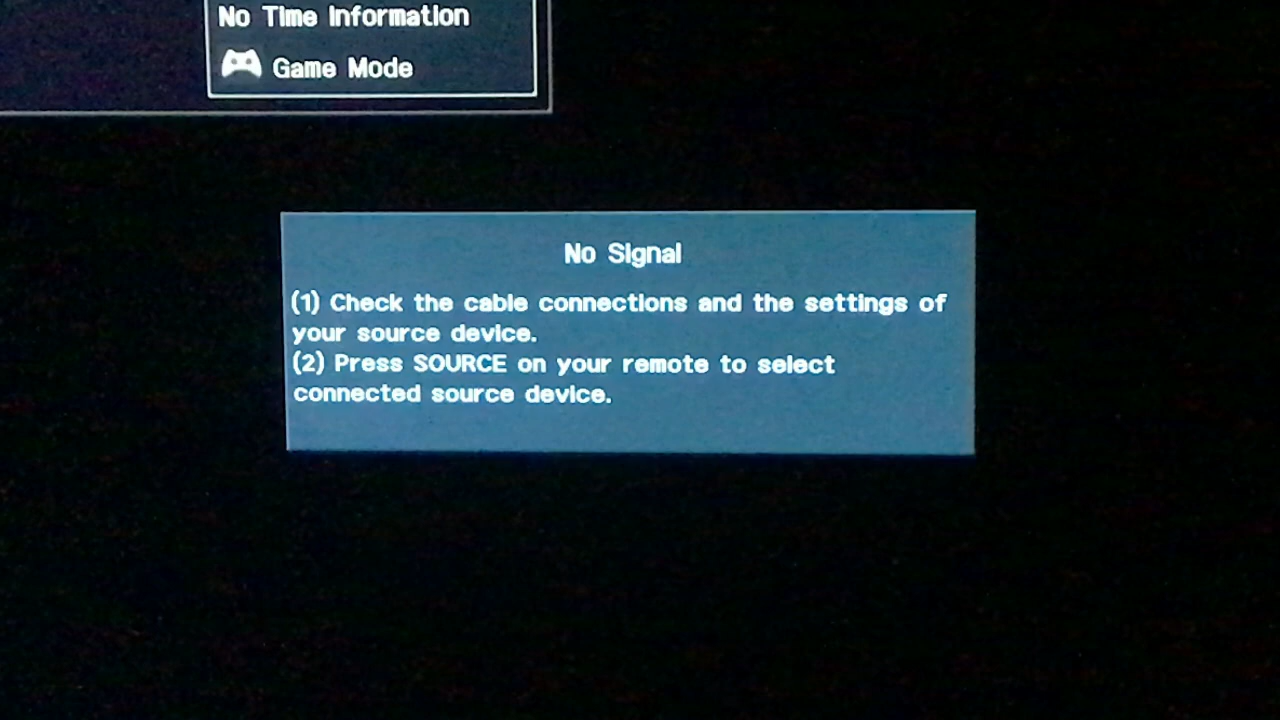 No Time Information
Game Mode
No Signal
(1) Check the cable connections and the settings of
your source device.
(2) Press SOURCE on your remote to select
connected source device.